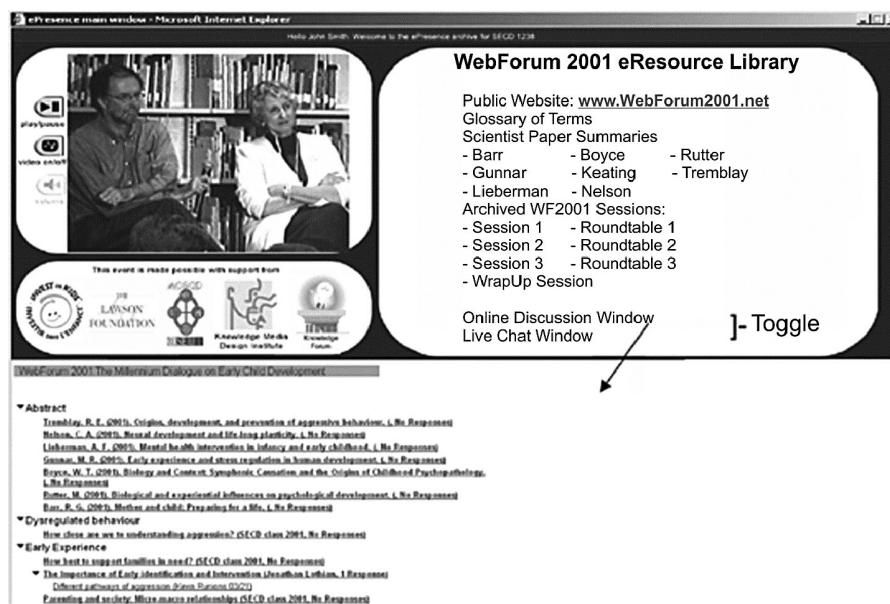 ePresence main window - Microsoft Internet Explorer
Hello John Smith. Welcome to the ePresence archive for SECD 1238
play/pause
video on/off
volume
This event is made possible with support from
INVEST IN KIDS
THE
LAWSON
FOUNDATION
Knowledge Media
Design Institute
Knowledge
Forum
WebForum 2001 eResource Library
Public Website: www.WebForum2001.net
Glossary of Terms
Scientist Paper Summaries
- Barr - Boyce - Rutter
- Gunnar - Keating - Tremblay
- Lieberman - Nelson
Archived WF2001 Sessions:
- Session 1 - Roundtable 1
- Session 2 - Roundtable 2
- Session 3 - Roundtable 3
- WrapUp Session
Online Discussion Window
Live Chat Window
]- Toggle
WebForum 2001:The Millennium Dialogue on Early Child Development
Abstract
Tremblay, R. E. (2001). Origins, development, and prevention of aggressive behaviour. (, No Responses)
Nelson, C. A. (2001). Neural development and life-long plasticity. (, No Responses)
Lieberman, A. F. (2001). Mental health intervention in infancy and early childhood. (, No Responses)
Gunnar, M. R. (2001). Early experience and stress regulation in human development. (, No Responses)
Boyce, W. T. (2001). Biology and Context: Symphonic Causation and the Origins of Childhood Psychopathology.
(, No Responses)
Rutter, M. (2001). Biological and experiential influences on psychological development. (, No Responses)
Barr, R. G. (2001). Mother and child: Preparing for a life. (, No Responses)
Dysregulated behaviour
How close are we to understanding aggression? (SECD class 2001, No Responses)
Early Experience
How best to support families in need? (SECD class 2001, No Responses)
The Importance of Early identification and Intervention (Jonathan Lothian, 1 Response)
Different pathways of aggression (Kevin Runions 03/21)
Parenting and society: Micro-macro relationships (SECD class 2001, No Responses)